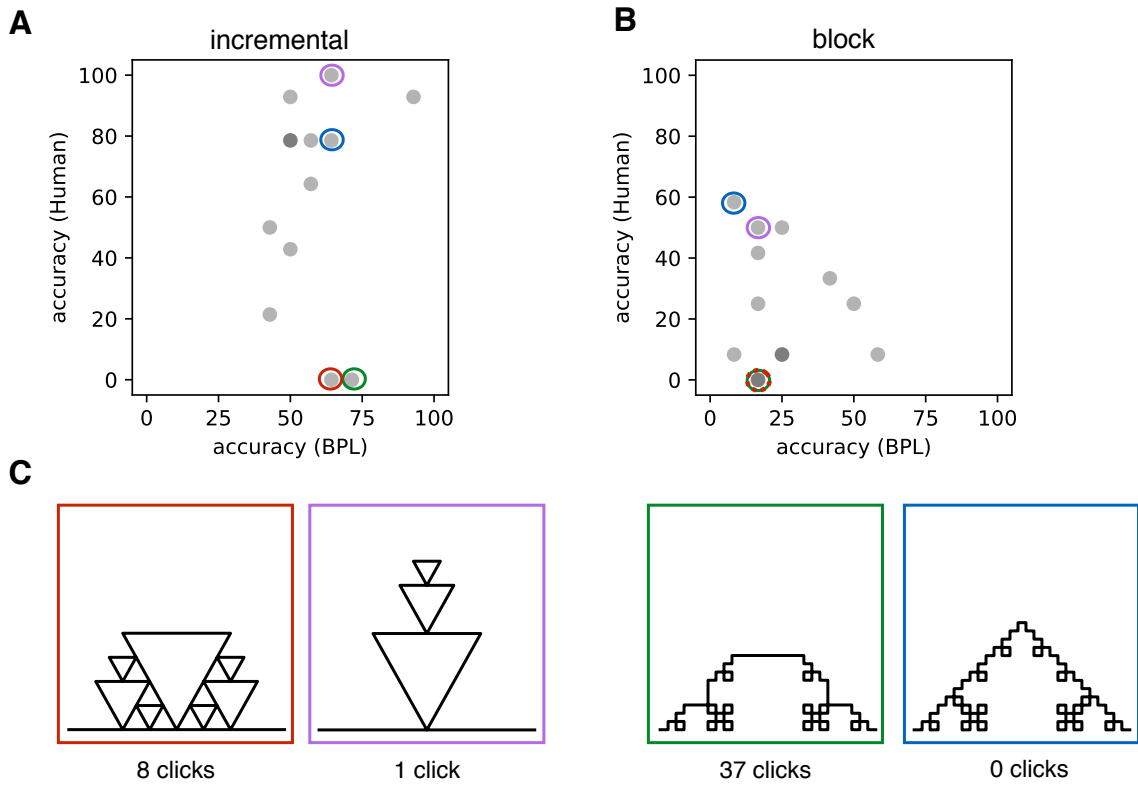 A
incremental
100
80
60
40
20
0
accuracy (Human)
0 25 50 75 100
accuracy (BPL)
B
block
100
80
60
40
20
0
accuracy (Human)
0 25 50 75 100
accuracy (BPL)
C
8 clicks
1 click
37 clicks
0 clicks